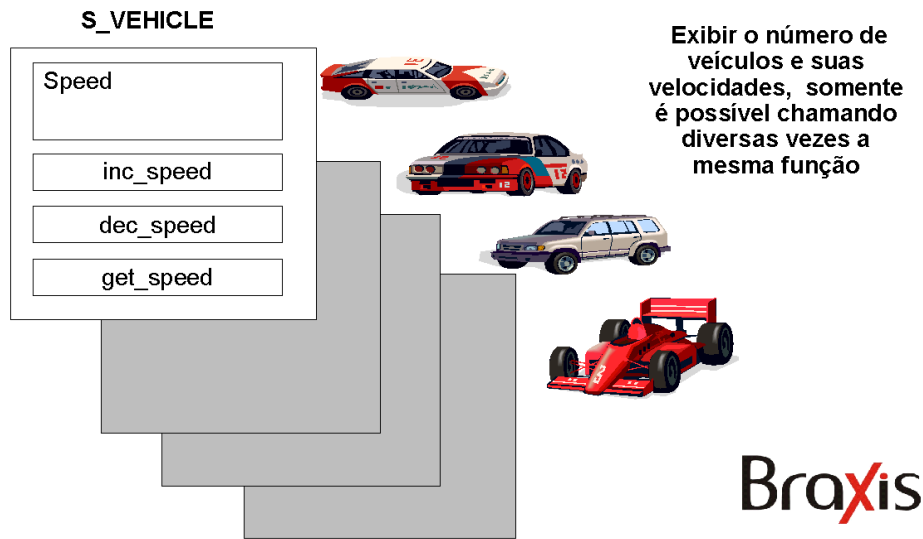 S_VEHICLE
Speed
inc_speed
dec_speed
get_speed
Exibir o número de
veículos e suas
velocidades,  somente
é possível chamando
diversas vezes a
mesma função
Braxis